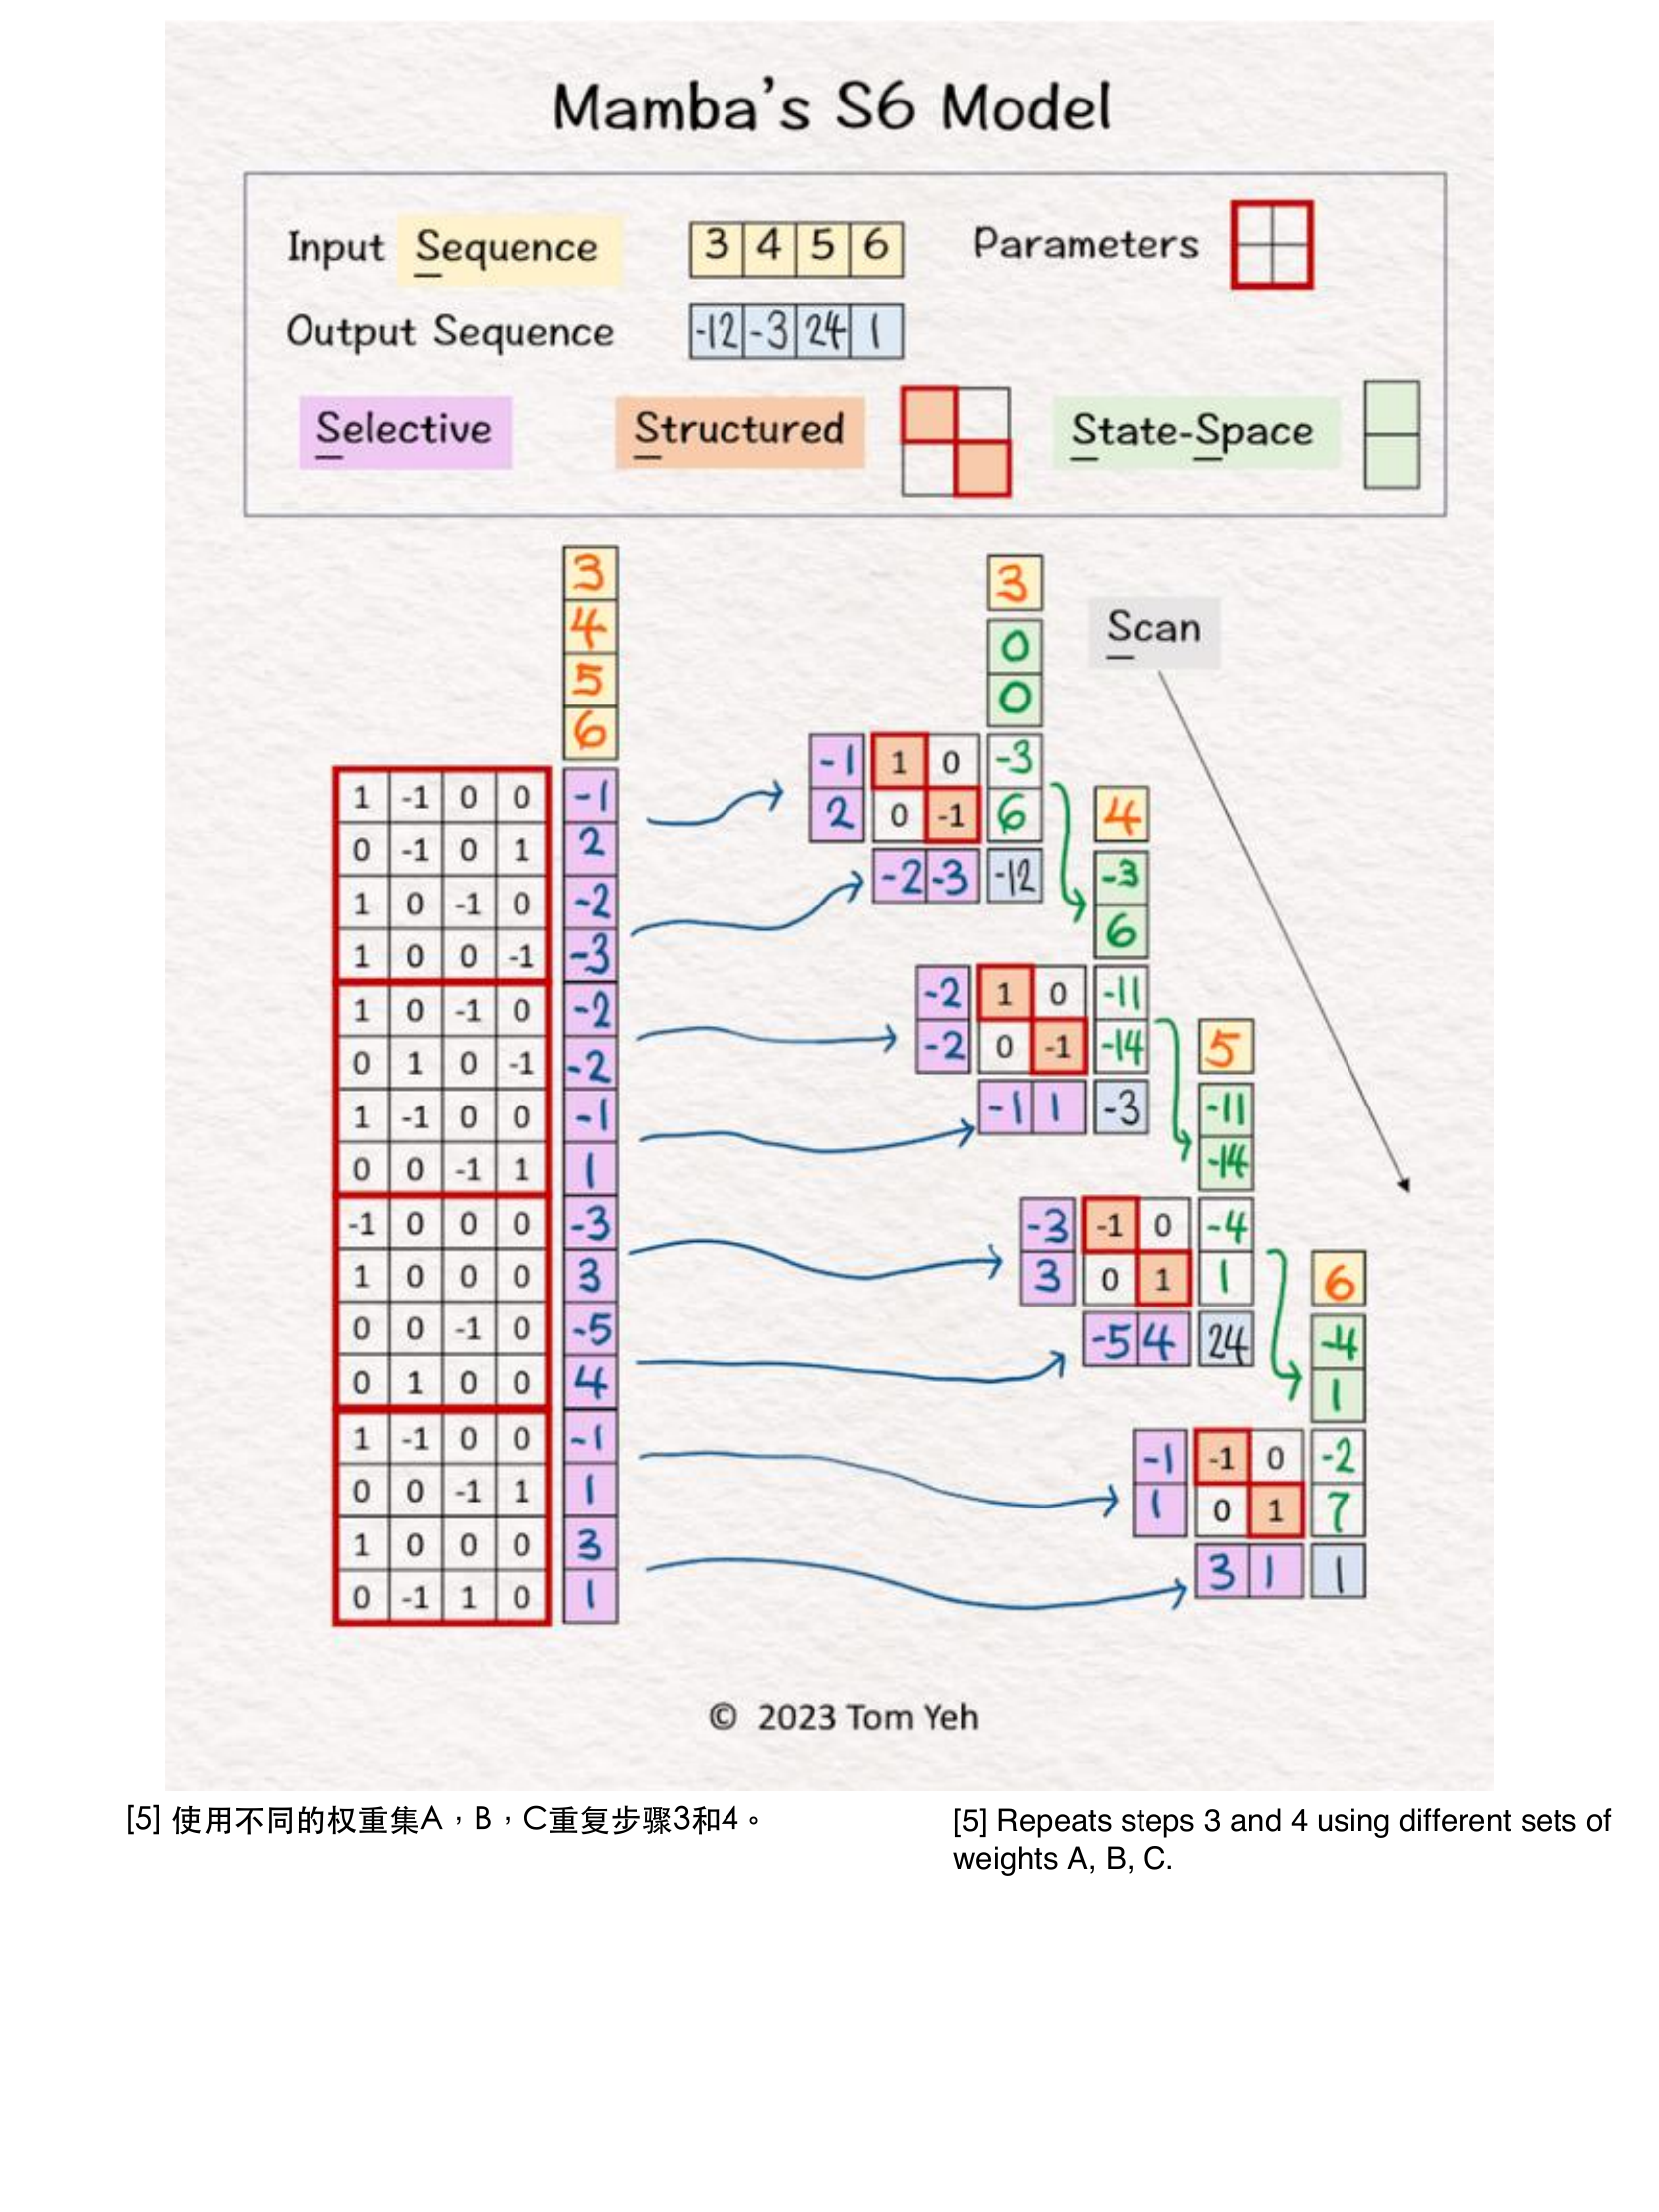 Mamba's S6 Model
Input Sequence 3 4 5 6 Parameters
Output Sequence -12 -3 24 1
Selective Structured State-Space
3
4
5
6
3
0
0
Scan
1 -1 0 0 -1
0 -1 0 1 2
1 0 -1 0 -2
1 0 0 -1 -3
1 0 -1 0 -2
0 1 0 -1 -2
1 -1 0 0 -1
0 0 -1 1 1
-1 0 0 0 -3
1 0 0 0 3
0 0 -1 0 -5
0 1 0 0 4
1 -1 0 0 -1
0 0 -1 1 1
1 0 0 0 3
0 -1 1 0 1
-1 1 0 -3
2 0 -1 6
-2 -3 -12
4
-3
6
-2 1 0 -11
-2 0 -1 -14
-1 1 -3
5
-11
-14
-3 -1 0 -4
3 0 1 1
-5 4 24
6
-4
1
-1 -1 0 -2
1 0 1 7
3 1 1
© 2023 Tom Yeh
[5] 使用不同的权重集A，B，C重复步骤3和4。
[5] Repeats steps 3 and 4 using different sets of
weights A, B, C.